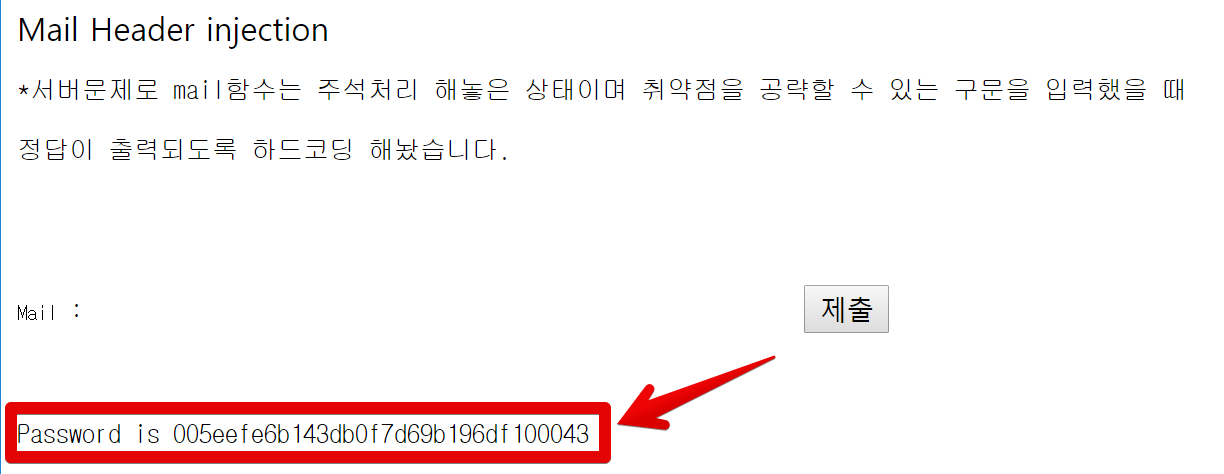 Mail Header injection
*서버문제로 mail함수는 주석처리 해놓은 상태이며 취약점을 공략할 수 있는 구문을 입력했을 때
정답이 출력되도록 하드코딩 해놨습니다.
Mail : 제출
Password is 005eefe6b143db0f7d69b196df100043